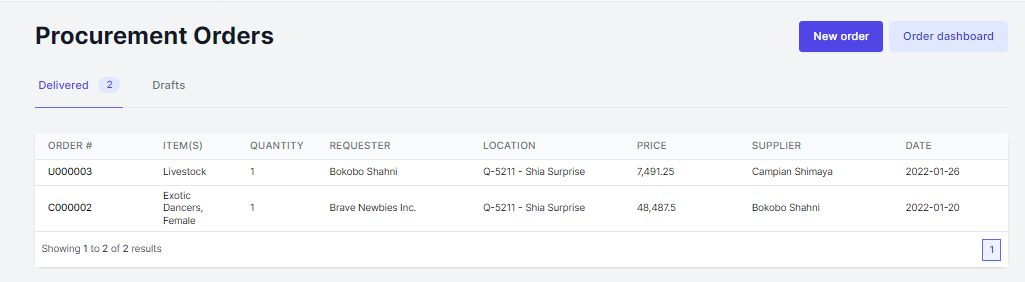 Procurement Orders
New order
Order dashboard
Delivered 2
Drafts
ORDER # ITEM(S) QUANTITY REQUESTER LOCATION PRICE SUPPLIER DATE
U000003 Livestock 1 Bokobo Shahni Q-5211 - Shia Surprise 7,491.25 Campian Shimaya 2022-01-26
C000002 Exotic Dancers, Female 1 Brave Newbies Inc. Q-5211 - Shia Surprise 48,487.5 Bokobo Shahni 2022-01-20
Showing 1 to 2 of 2 results
1